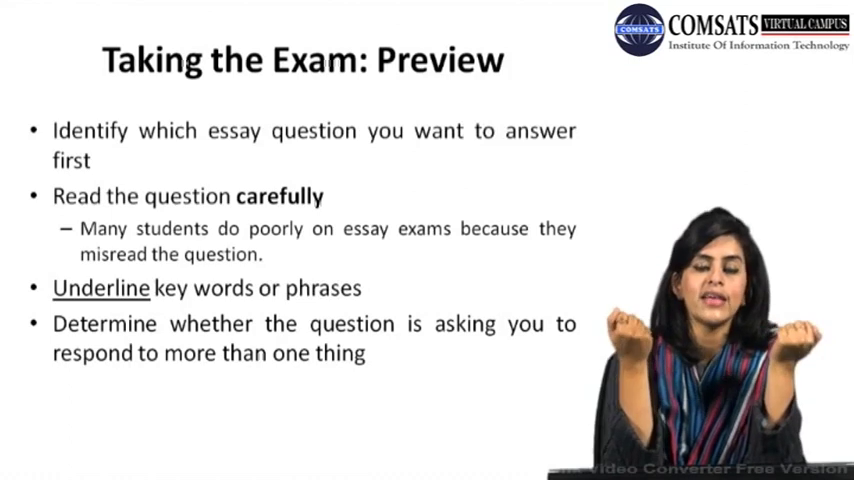 COMSATS VIRTUAL CAMPUS
COMSATS
Institute Of Information Technology
Taking the Exam: Preview
• Identify which essay question you want to answer
first
• Read the question carefully
– Many students do poorly on essay exams because they
misread the question.
• Underline key words or phrases
• Determine whether the question is asking you to
respond to more than one thing
Video Converter Free Version